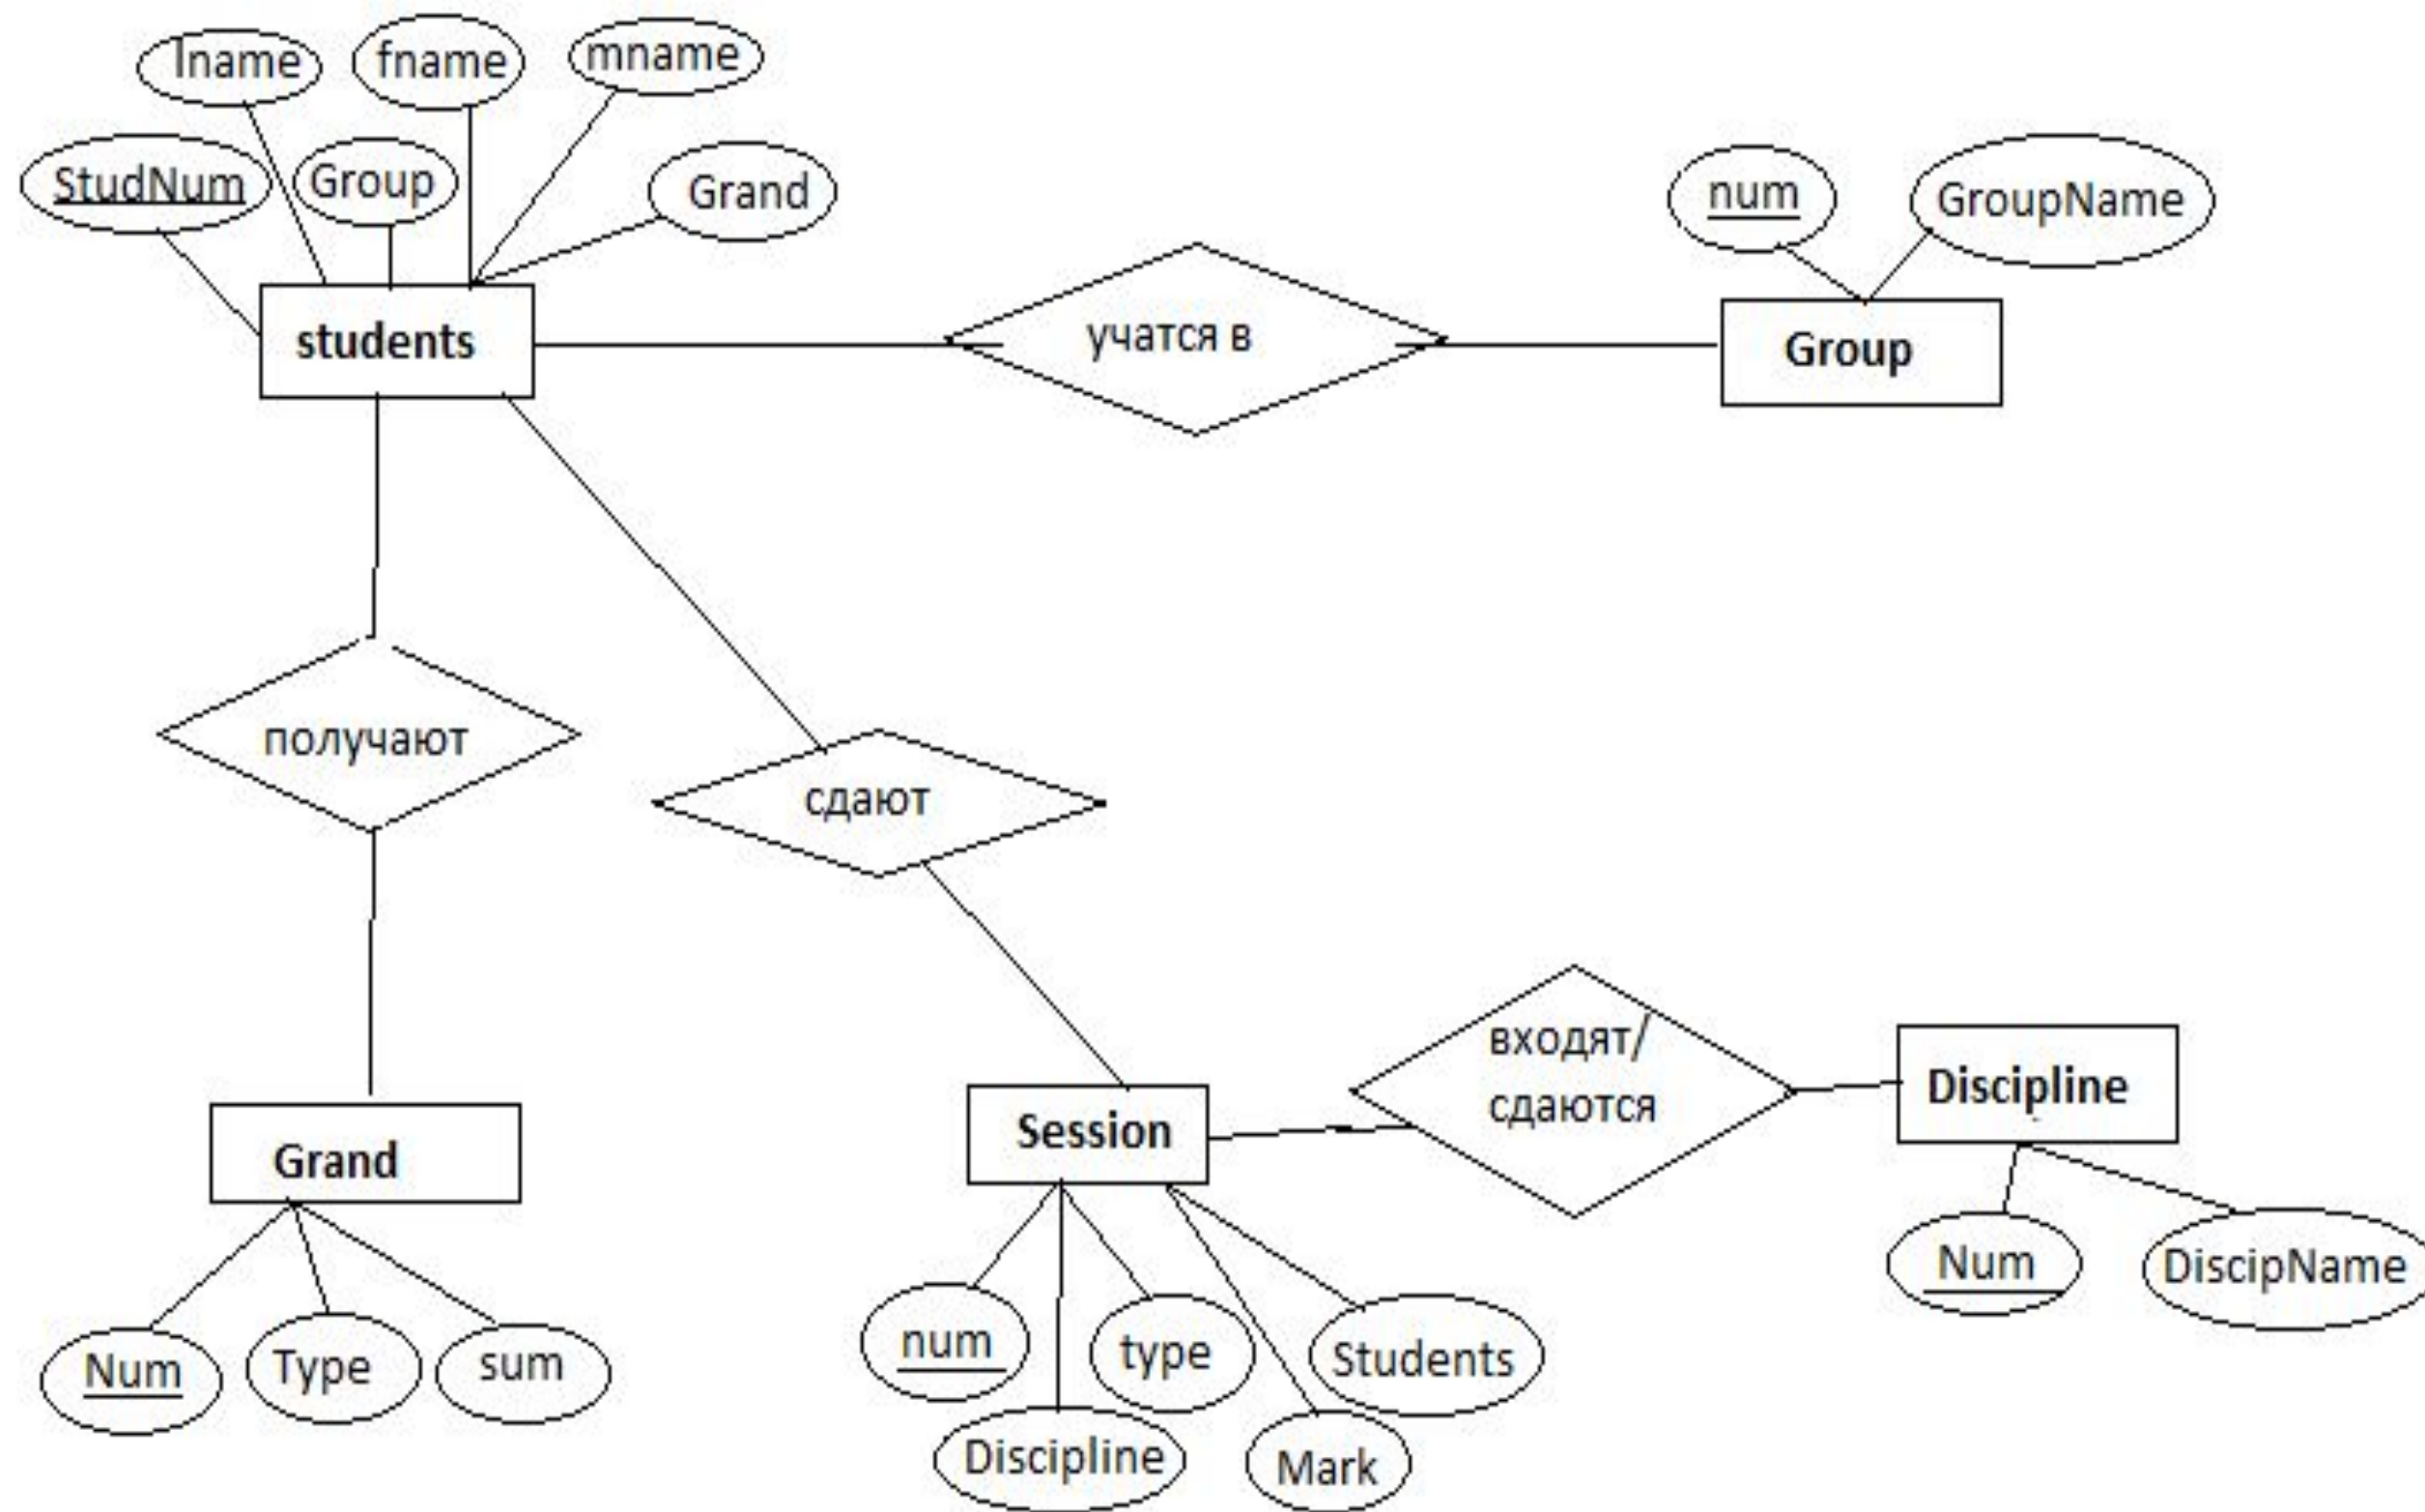 lname
fname
mname
StudNum
Group
Grand
num
GroupName
students
учатся в
Group
получают
сдают
входят/
сдаются
Discipline
Session
Grand
Num
DiscipName
num
type
Students
Num
Type
sum
Discipline
Mark